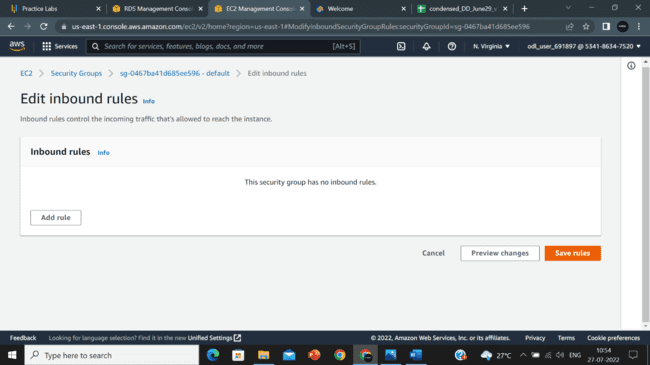 Practice Labs
RDS Management Consol
EC2 Management Consol
Welcome
condensed_DD_June29_v
us-east-1.console.aws.amazon.com/ec2/v2/home?region=us-east-1#ModifyInboundSecurityGroupRules:securityGroupId=sg-0467ba41d685ee596
aws
Services
Search for services, features, blogs, docs, and more
[Alt+S]
N. Virginia
odl_user_691897 @ 5341-8634-7520
EC2
Security Groups
sg-0467ba41d685ee596 - default
Edit inbound rules
Edit inbound rules Info
Inbound rules control the incoming traffic that's allowed to reach the instance.
Inbound rules Info
This security group has no inbound rules.
Add rule
Cancel
Preview changes
Save rules
Feedback
Looking for language selection? Find it in the new Unified Settings
© 2022, Amazon Web Services, Inc. or its affiliates.
Privacy
Terms
Cookie preferences
Type here to search
27°C
ENG
10:54
27-07-2022